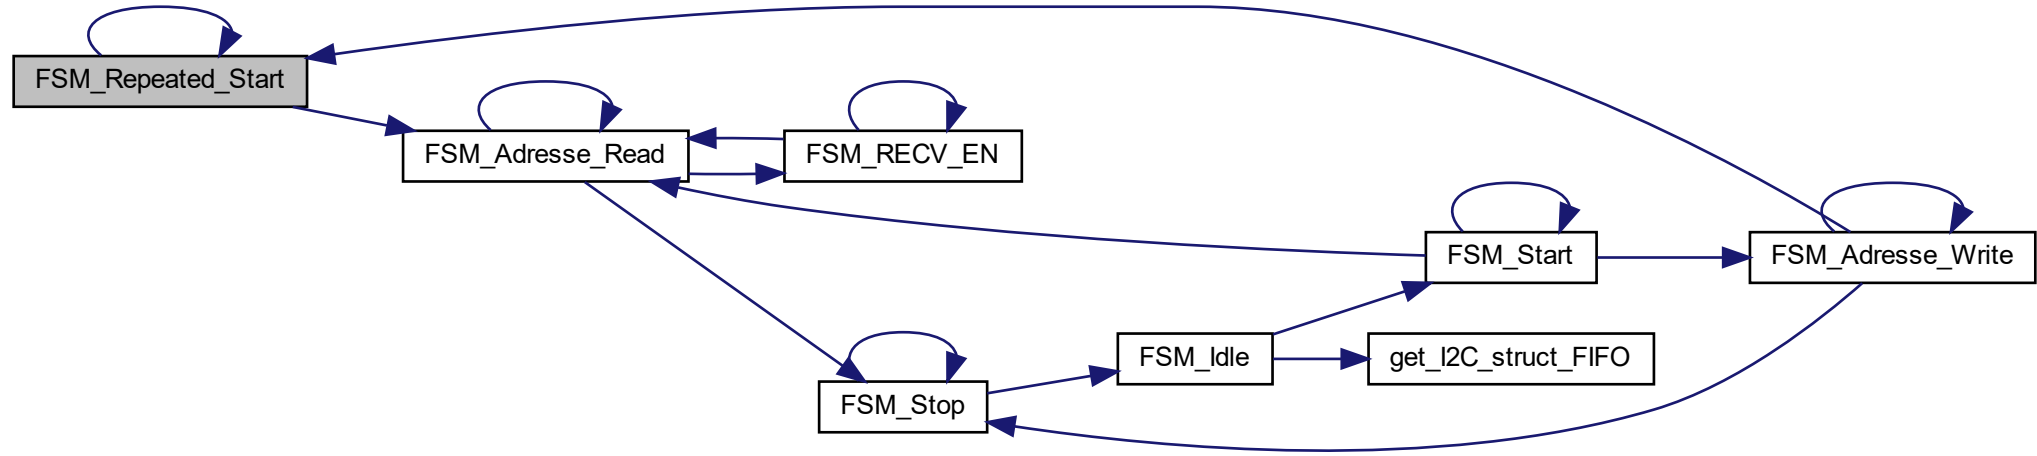 FSM_Repeated_Start
FSM_Adresse_Read
FSM_RECV_EN
FSM_Start
FSM_Adresse_Write
FSM_Idle
get_I2C_struct_FIFO
FSM_Stop